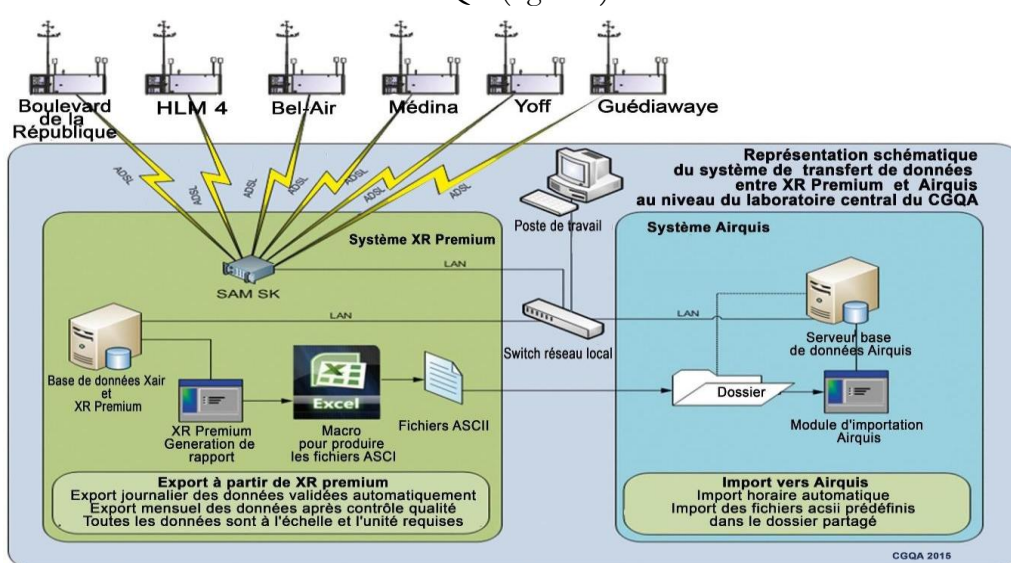 Boulevard
de la
République
HLM 4
Bel-Air
Médina
Yoff
Guédiawaye
ADSL
ADSL
ADSL
ADSL
ADSL
ADSL
Représentation schématique
du système de transfert de données
entre XR Premium et Airquis
au niveau du laboratoire central du CGQA
Poste de travail
Système XR Premium
Système Airquis
LAN
SAM SK
LAN
LAN
Switch réseau local
Serveur base
de données Airquis
Base de données Xair
et
XR Premium
Excel
Dossier
XR Premium
Generation de
rapport
Macro
pour produire
les fichiers ASCI
Fichiers ASCII
Module d'importation
Airquis
Export à partir de XR premium
Export journalier des données validées automatiquement
Export mensuel des données après contrôle qualité
Toutes les données sont à l'échelle et l'unité requises
Import vers Airquis
Import horaire automatique
Import des fichiers acsii prédéfinis
dans le dossier partagé
CGQA 2015